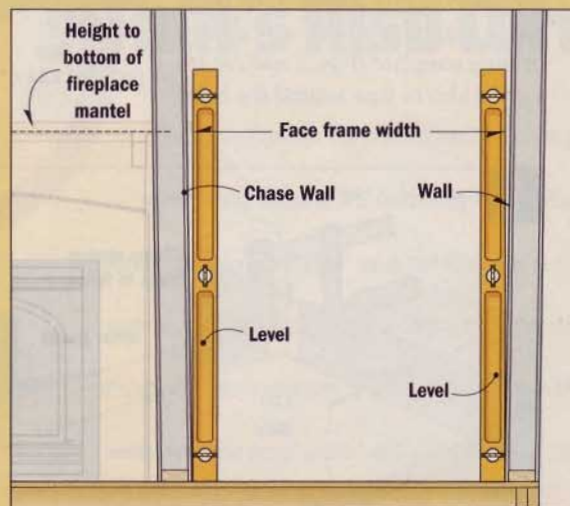 Height to
bottom of
fireplace
mantel
Face frame width
Chase Wall
Wall
Level
Level